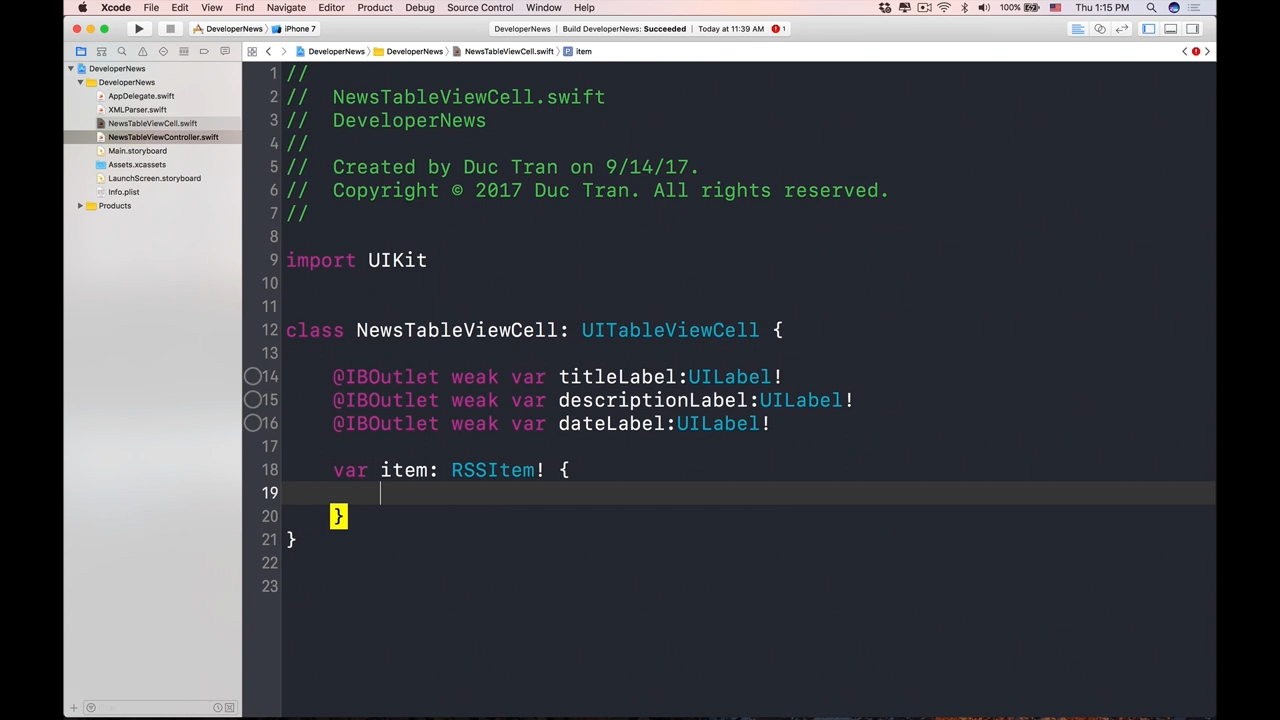 Xcode File Edit View Find Navigate Editor Product Debug Source Control Window Help 100% Thu 1:15 PM
DeveloperNews iPhone 7 DeveloperNews | Build DeveloperNews: Succeeded | Today at 11:39 AM 1
DeveloperNews DeveloperNews NewsTableViewCell.swift P item
DeveloperNews
DeveloperNews
AppDelegate.swift
XMLParser.swift
NewsTableViewCell.swift
NewsTableViewController.swift
Main.storyboard
Assets.xcassets
LaunchScreen.storyboard
Info.plist
Products
1 //
2 // NewsTableViewCell.swift
3 // DeveloperNews
4 //
5 // Created by Duc Tran on 9/14/17.
6 // Copyright © 2017 Duc Tran. All rights reserved.
7 //
8
9 import UIKit
10
11
12 class NewsTableViewCell: UITableViewCell {
13
14 @IBOutlet weak var titleLabel:UILabel!
15 @IBOutlet weak var descriptionLabel:UILabel!
16 @IBOutlet weak var dateLabel:UILabel!
17
18 var item: RSSItem! {
19
20 }
21 }
22
23